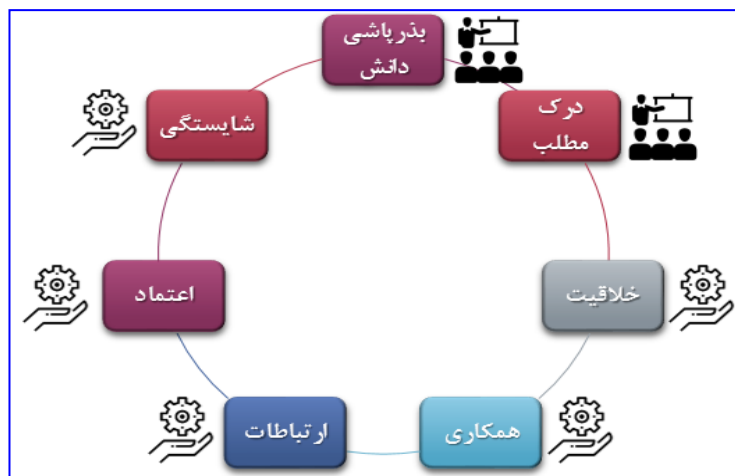 بذرپاشی
دانش
درک
مطلب
خلاقیت
همکاری
ارتباطات
اعتماد
شایستگی